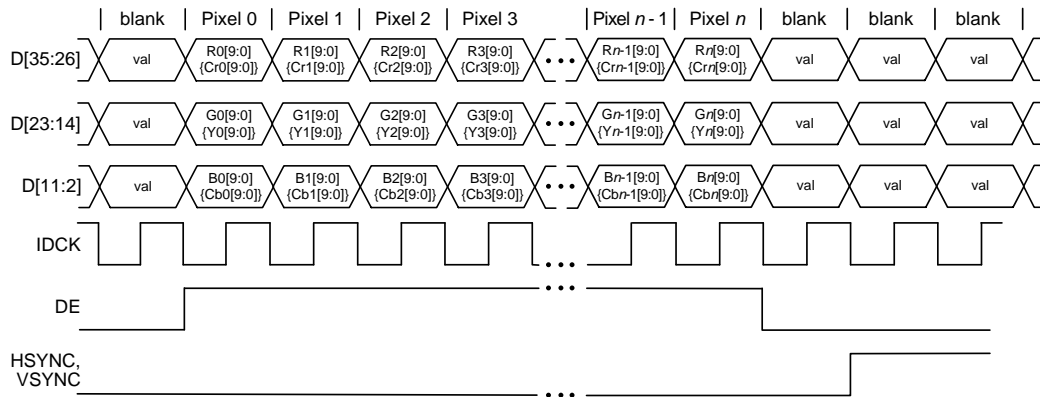 blank Pixel 0 Pixel 1 Pixel 2 Pixel 3 Pixel n - 1 Pixel n blank blank blank
D[35:26] val R0[9:0] R1[9:0] R2[9:0] R3[9:0] Rn-1[9:0] Rn[9:0] val val val
{Cr0[9:0]} {Cr1[9:0]} {Cr2[9:0]} {Cr3[9:0]} {Crn-1[9:0]} {Crn[9:0]}
D[23:14] val G0[9:0] G1[9:0] G2[9:0] G3[9:0] Gn-1[9:0] Gn[9:0] val val val
{Y0[9:0]} {Y1[9:0]} {Y2[9:0]} {Y3[9:0]} {Yn-1[9:0]} {Yn[9:0]}
D[11:2] val B0[9:0] B1[9:0] B2[9:0] B3[9:0] Bn-1[9:0] Bn[9:0] val val val
{Cb0[9:0]} {Cb1[9:0]} {Cb2[9:0]} {Cb3[9:0]} {Cbn-1[9:0]} {Cbn[9:0]}
IDCK
DE
HSYNC,
VSYNC